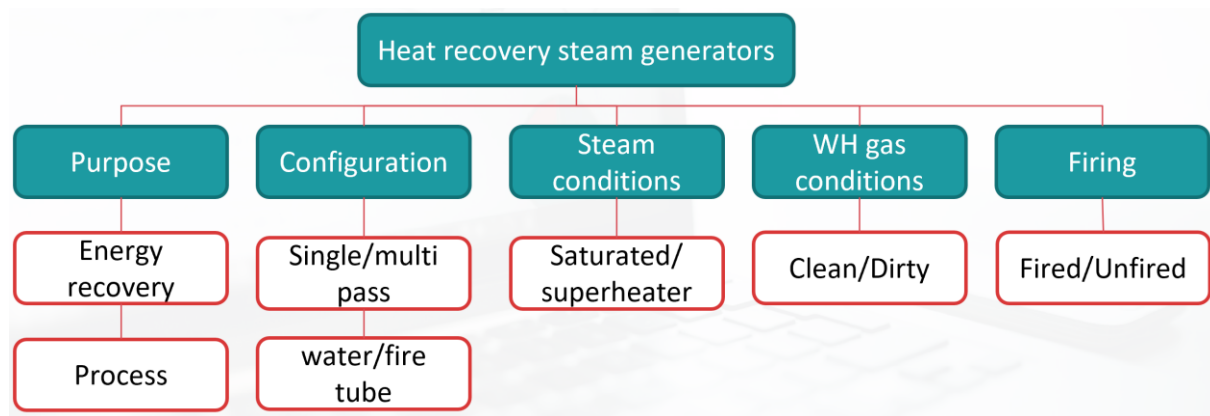 Heat recovery steam generators
Purpose
Configuration
Steam
conditions
WH gas
conditions
Firing
Energy
recovery
Single/multi
pass
Saturated/
superheater
Clean/Dirty
Fired/Unfired
Process
water/fire
tube